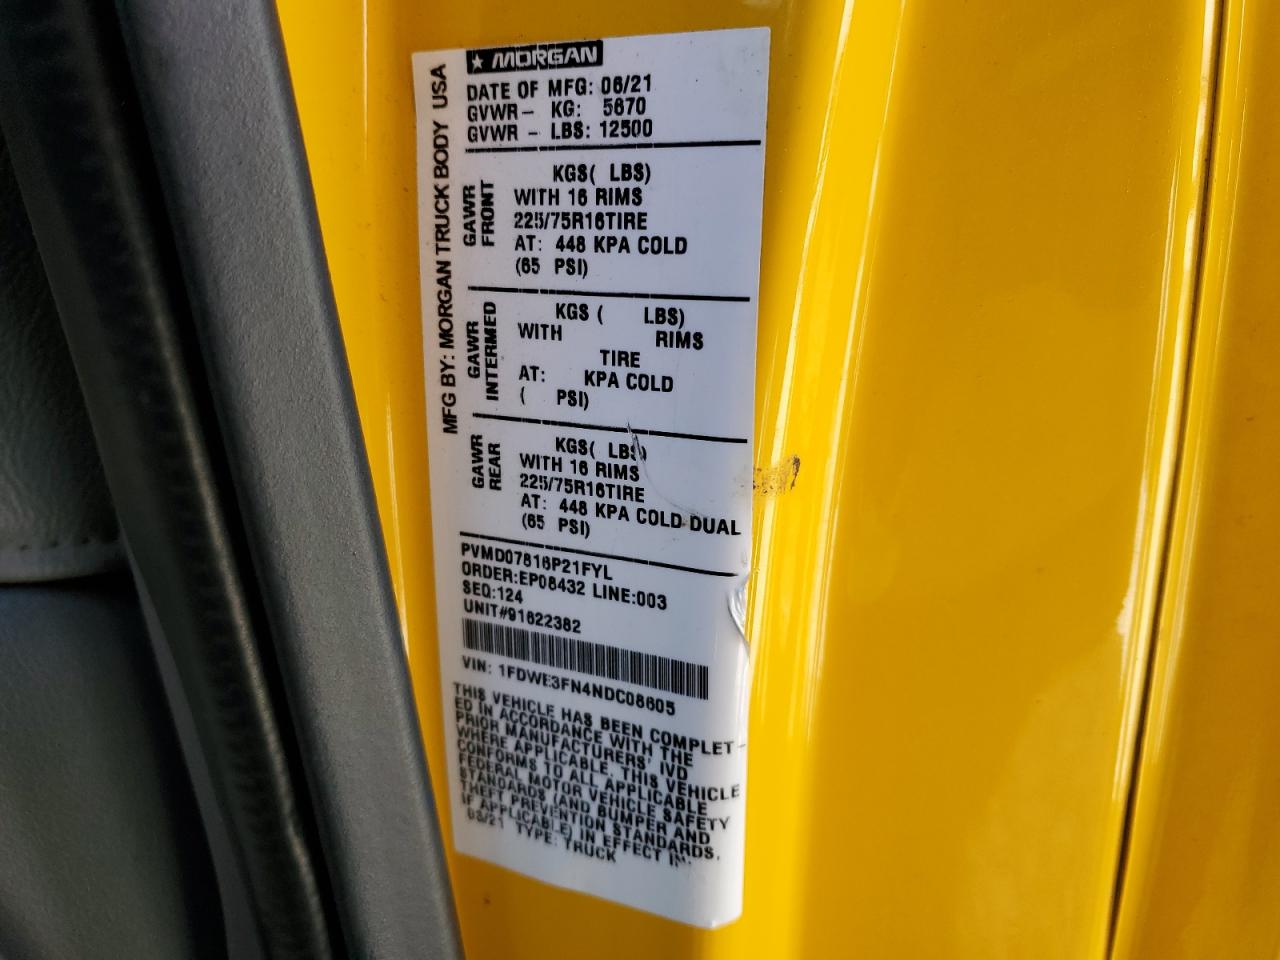 MORGAN
MFG BY: MORGAN TRUCK BODY USA
DATE OF MFG: 06/21
GVWR- KG: 5670
GVWR - LBS: 12500
GAWR FRONT
KGS( LBS)
WITH 16 RIMS
225/75R16TIRE
AT: 448 KPA COLD
(65 PSI)
GAWR INTERMED
KGS ( LBS)
WITH RIMS
TIRE
AT: KPA COLD
( PSI)
GAWR REAR
KGS( LBS)
WITH 16 RIMS
225/75R16TIRE
AT: 448 KPA COLD DUAL
(65 PSI)
PVMD07816P21FYL
ORDER:EP08432 LINE:003
SEQ:124
UNIT#91622382
VIN: 1FDWE3FN4NDC08605
THIS VEHICLE HAS BEEN COMPLET-
ED IN ACCORDANCE WITH THE
PRIOR MANUFACTURERS' IVD
WHERE APPLICABLE. THIS VEHICLE
CONFORMS TO ALL APPLICABLE
FEDERAL MOTOR VEHICLE SAFETY
STANDARDS (AND BUMPER AND
THEFT PREVENTION STANDARDS,
IF APPLICABLE) IN EFFECT IN:
06/21 TYPE: TRUCK